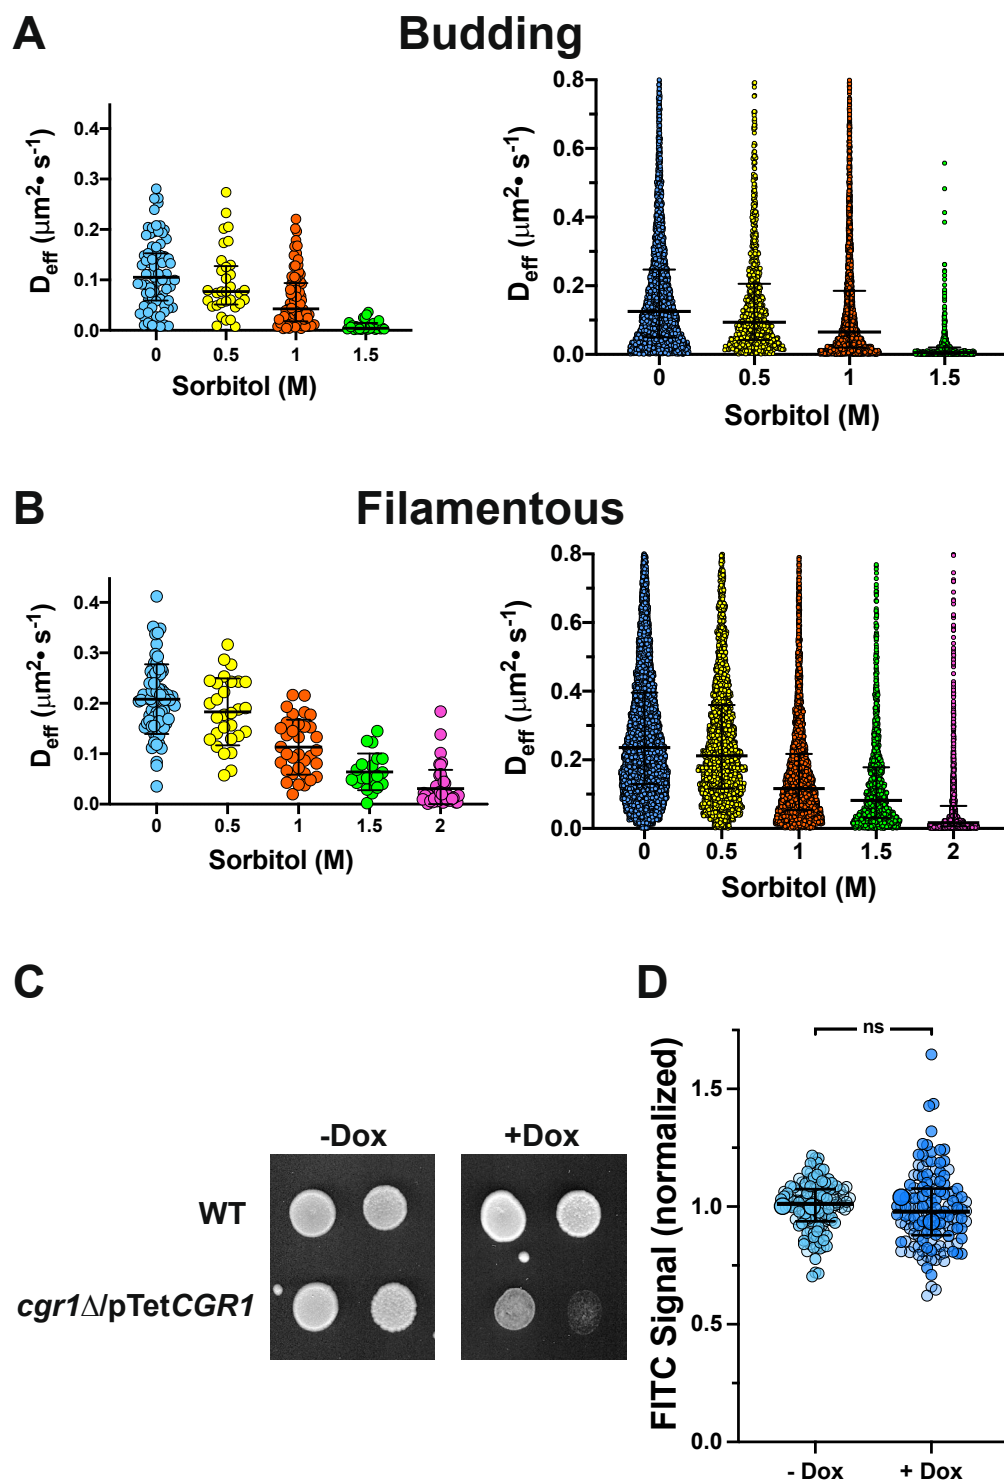 A
Budding
D_eff (μm²• s⁻¹)
0.4
0.3
0.2
0.1
0.0
0 0.5 1 1.5
Sorbitol (M)
D_eff (μm²• s⁻¹)
0.8
0.6
0.4
0.2
0.0
0 0.5 1 1.5
Sorbitol (M)
B
Filamentous
D_eff (μm²• s⁻¹)
0.4
0.3
0.2
0.1
0.0
0 0.5 1 1.5 2
Sorbitol (M)
D_eff (μm²• s⁻¹)
0.8
0.6
0.4
0.2
0.0
0 0.5 1 1.5 2
Sorbitol (M)
C
-Dox +Dox
WT
cgr1Δ/pTetCGR1
D
FITC Signal (normalized)
ns
1.5
1.0
0.5
0.0
- Dox + Dox